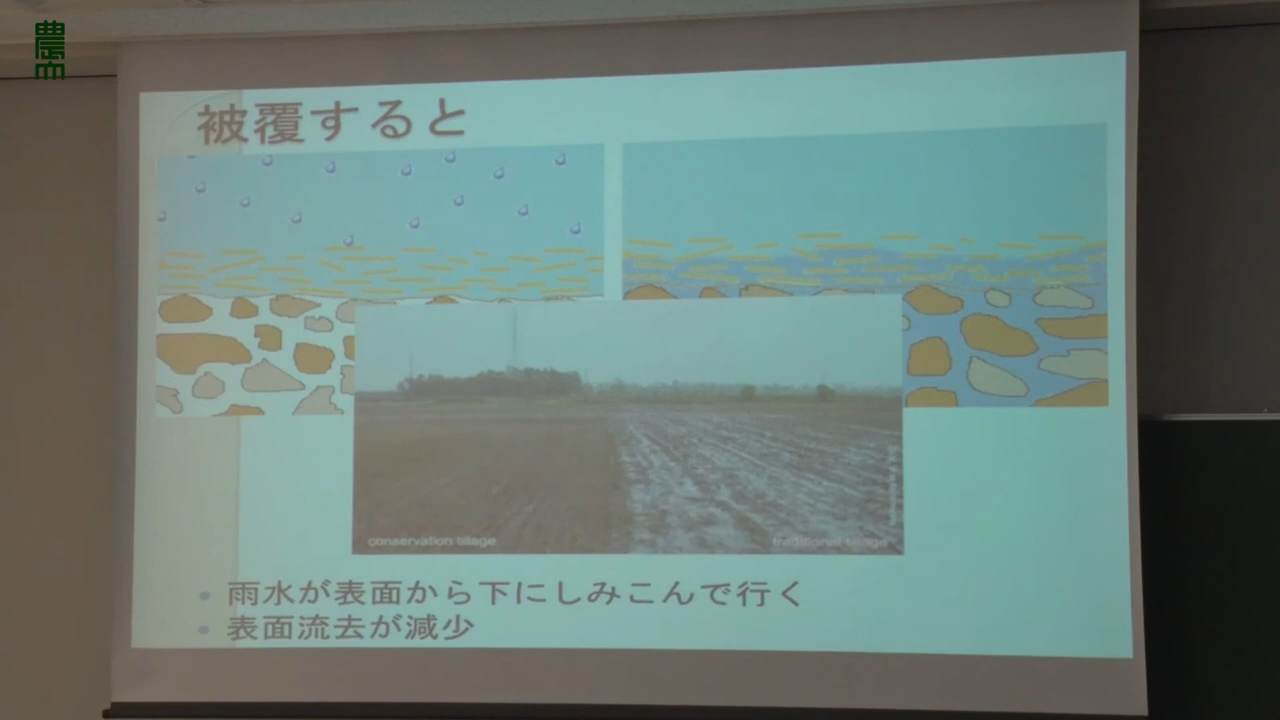 被覆すると
conservation tillage
traditional tillage
雨水が表面から下にしみこんで行く
表面流去が減少